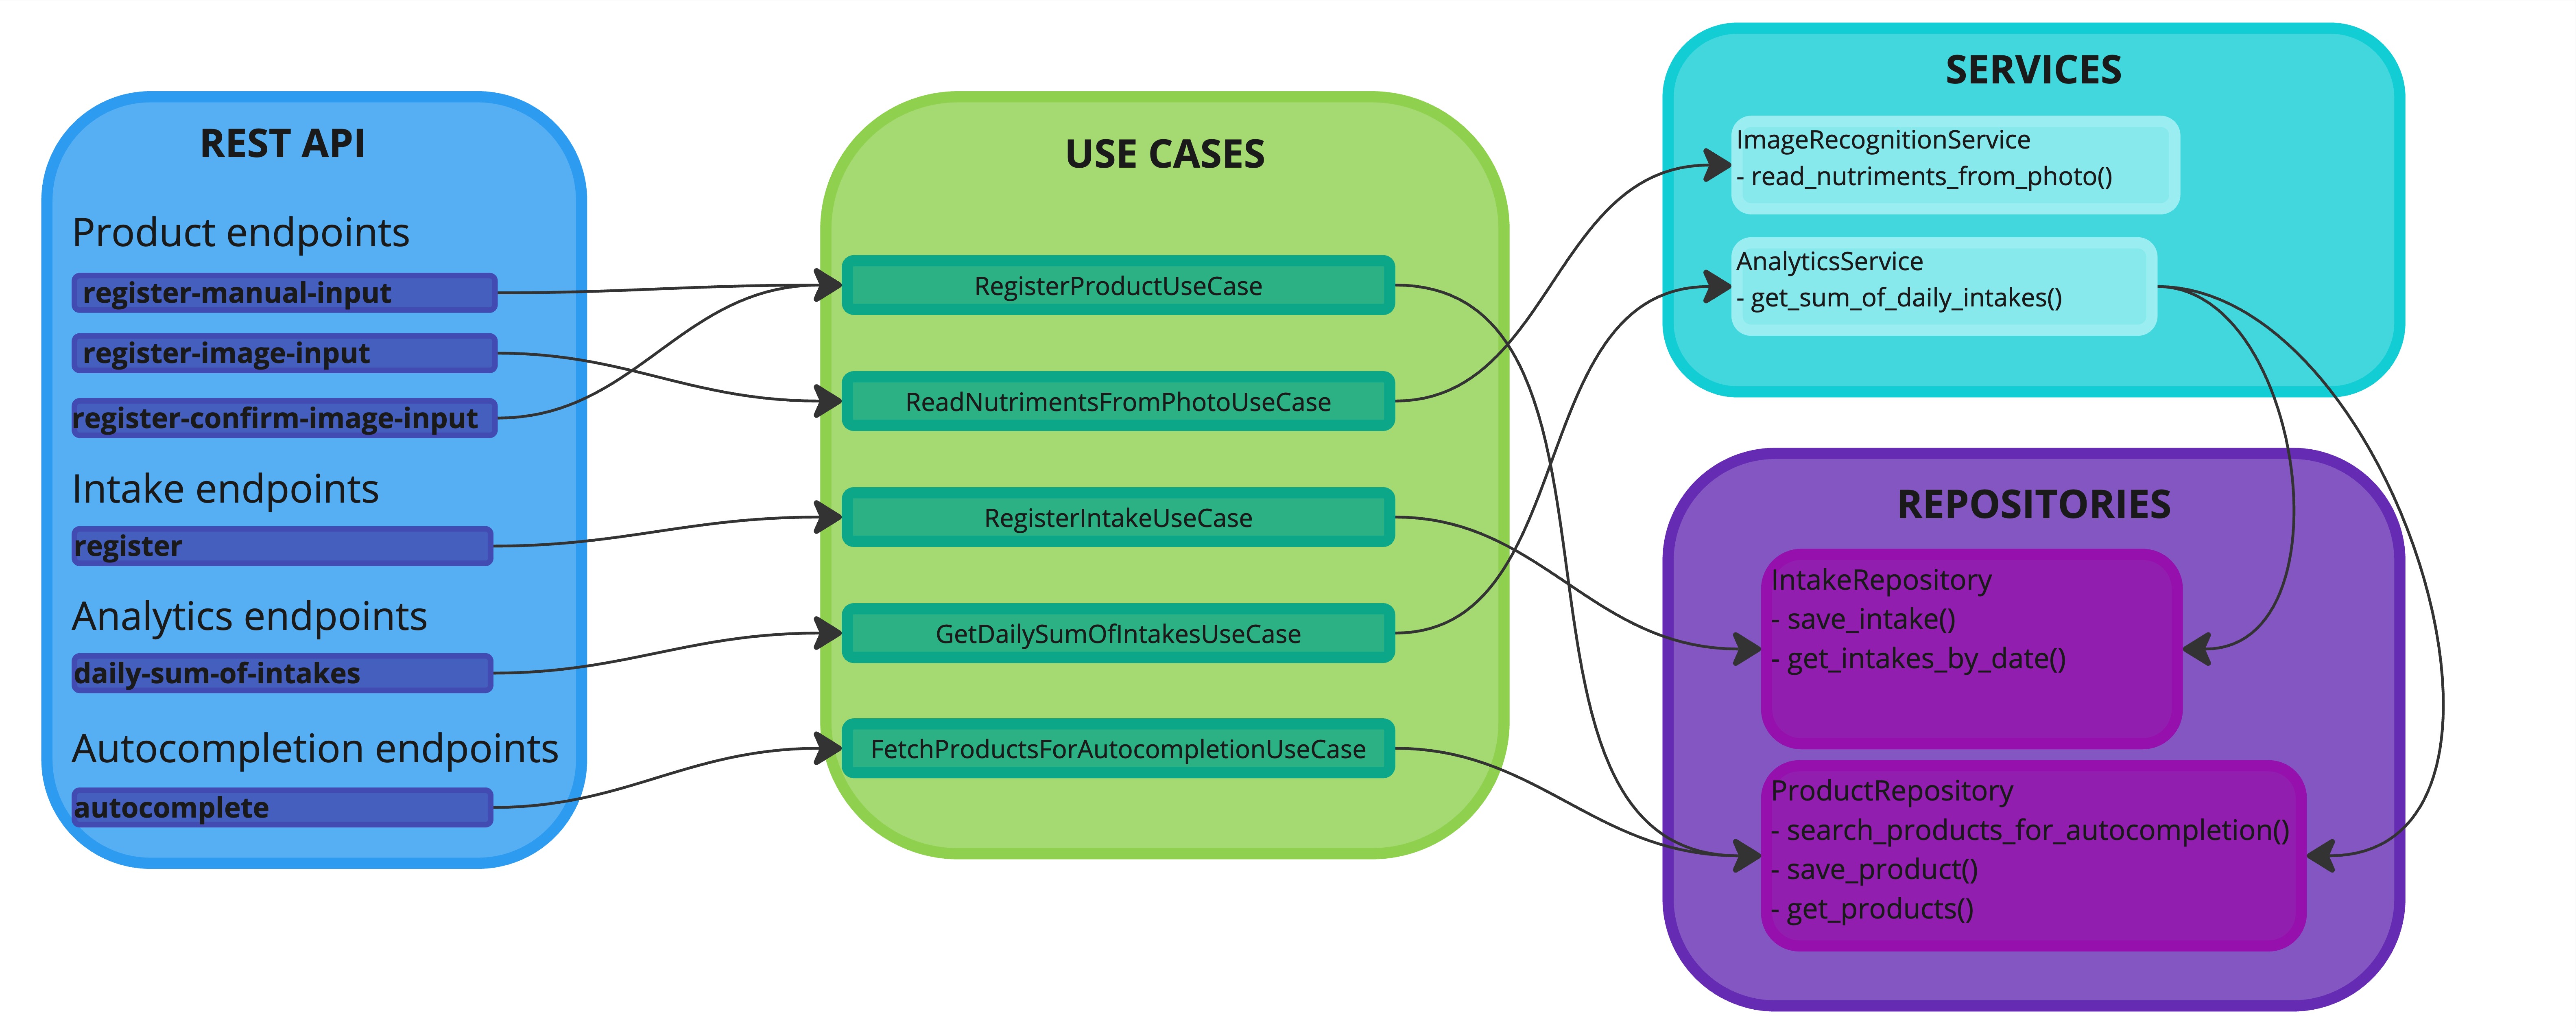 REST API
Product endpoints
register-manual-input
register-image-input
register-confirm-image-input
Intake endpoints
register
Analytics endpoints
daily-sum-of-intakes
Autocompletion endpoints
autocomplete
USE CASES
RegisterProductUseCase
ReadNutrimentsFromPhotoUseCase
RegisterIntakeUseCase
GetDailySumOfIntakesUseCase
FetchProductsForAutocompletionUseCase
SERVICES
ImageRecognitionService
- read_nutriments_from_photo()
AnalyticsService
- get_sum_of_daily_intakes()
REPOSITORIES
IntakeRepository
- save_intake()
- get_intakes_by_date()
ProductRepository
- search_products_for_autocompletion()
- save_product()
- get_products()